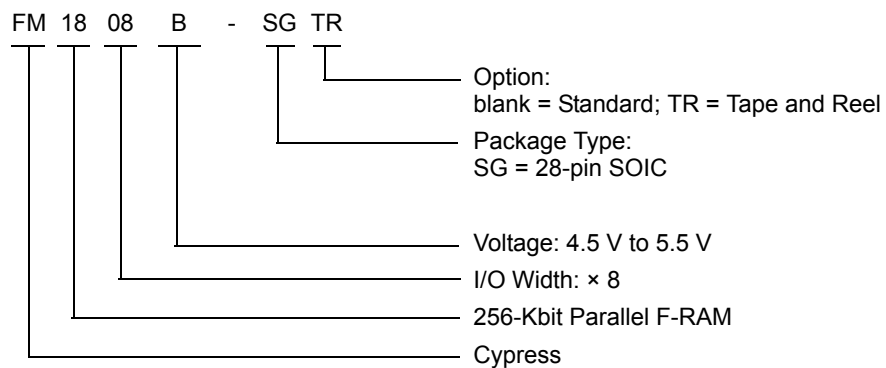 FM 18 08 B - SG TR
Option:
blank = Standard; TR = Tape and Reel
Package Type:
SG = 28-pin SOIC
Voltage: 4.5 V to 5.5 V
I/O Width: × 8
256-Kbit Parallel F-RAM
Cypress